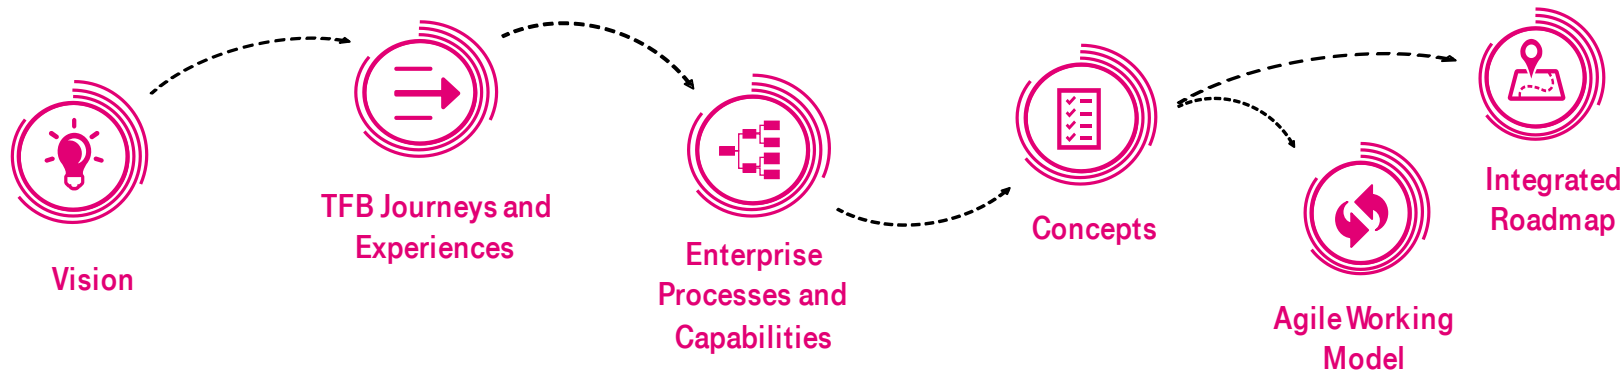 Vision
TFB Journeys and
Experiences
Enterprise
Processes and
Capabilities
Concepts
Agile Working
Model
Integrated
Roadmap